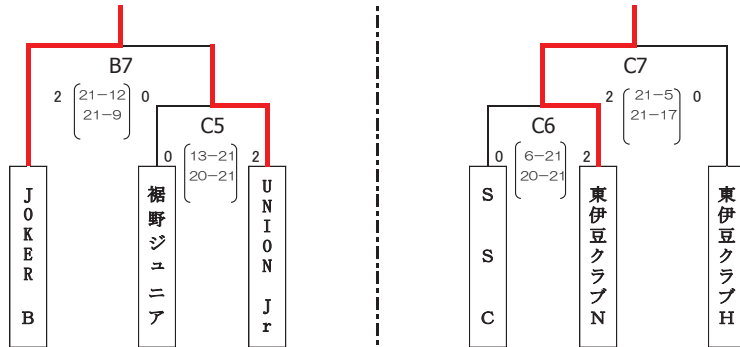 B7
2 21-12 0
21-9
C5
0 13-21 2
20-21
JOKER B
裾野ジュニア
UNION Jr
C7
2 21-5 0
21-17
C6
0 6-21 2
20-21
SSC
東伊豆クラブN
東伊豆クラブH